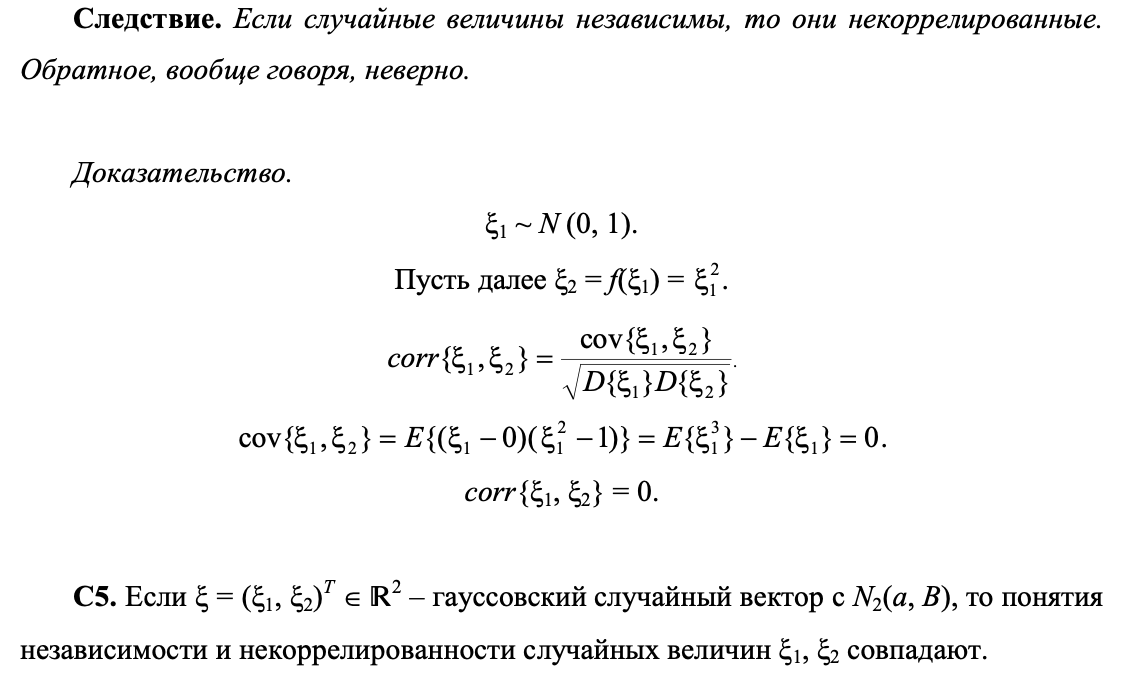 Следствие. Если случайные величины независимы, то они некоррелированные.
Обратное, вообще говоря, неверно.
Доказательство.
ξ₁ ~ N (0, 1).
Пусть далее ξ₂ = f(ξ₁) = ξ₁².
corr{ξ₁,ξ₂} = cov{ξ₁,ξ₂} / √D{ξ₁}D{ξ₂}.
cov{ξ₁,ξ₂} = E{(ξ₁ − 0)(ξ₁² − 1)} = E{ξ₁³} − E{ξ₁} = 0.
corr{ξ₁, ξ₂} = 0.
С5. Если ξ = (ξ₁, ξ₂)ᵀ ∈ ℝ² – гауссовский случайный вектор с N₂(a, B), то понятия
независимости и некоррелированности случайных величин ξ₁, ξ₂ совпадают.